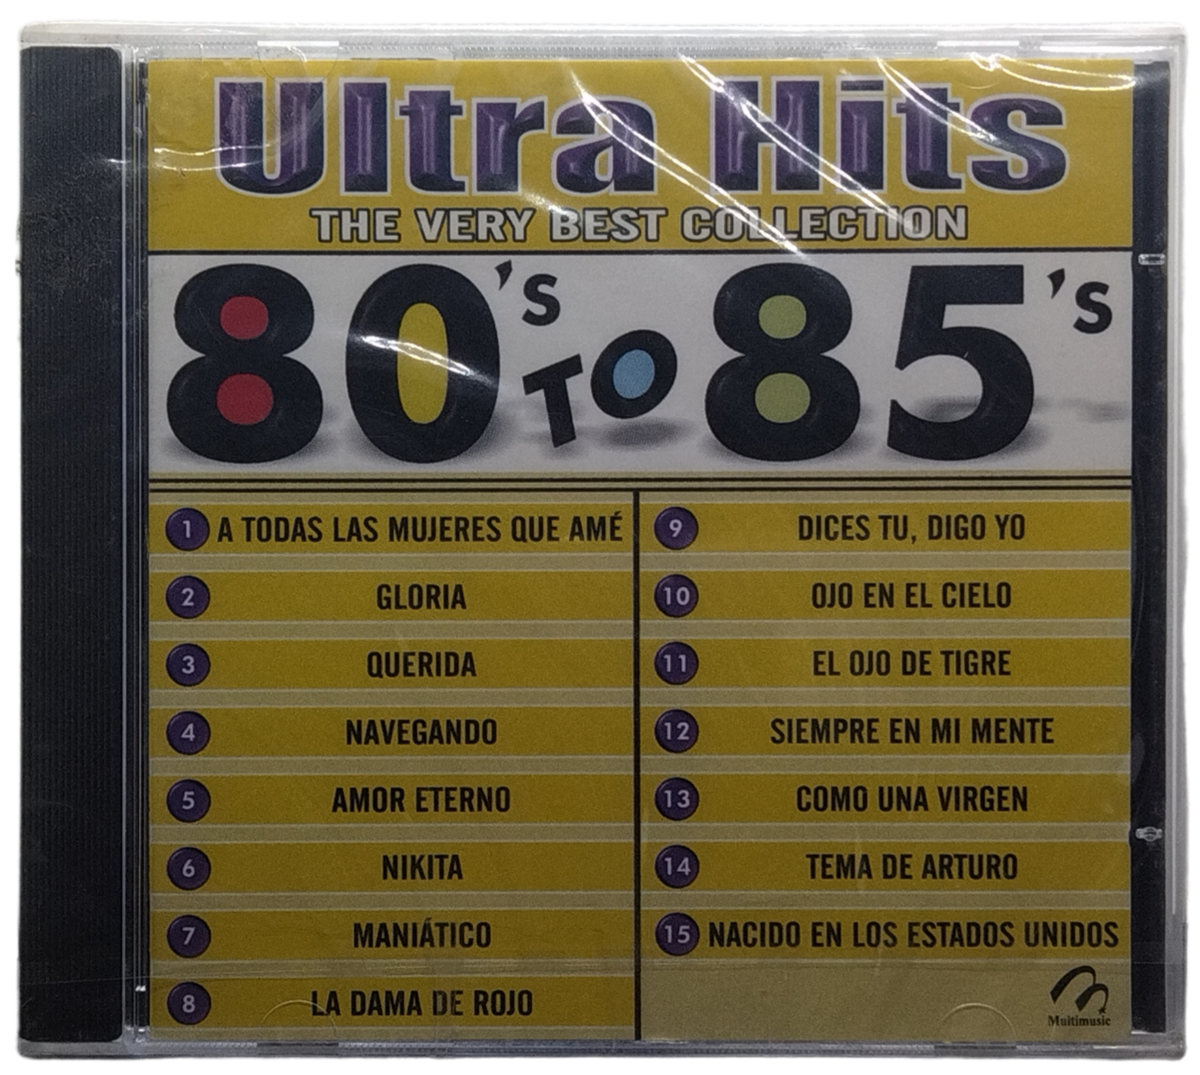 Ultra Hits
THE VERY BEST COLLECTION
80's TO 85's
1 A TODAS LAS MUJERES QUE AMÉ
2 GLORIA
3 QUERIDA
4 NAVEGANDO
5 AMOR ETERNO
6 NIKITA
7 MANIÁTICO
8 LA DAMA DE ROJO
9 DICES TU, DIGO YO
10 OJO EN EL CIELO
11 EL OJO DE TIGRE
12 SIEMPRE EN MI MENTE
13 COMO UNA VIRGEN
14 TEMA DE ARTURO
15 NACIDO EN LOS ESTADOS UNIDOS
Multimusic